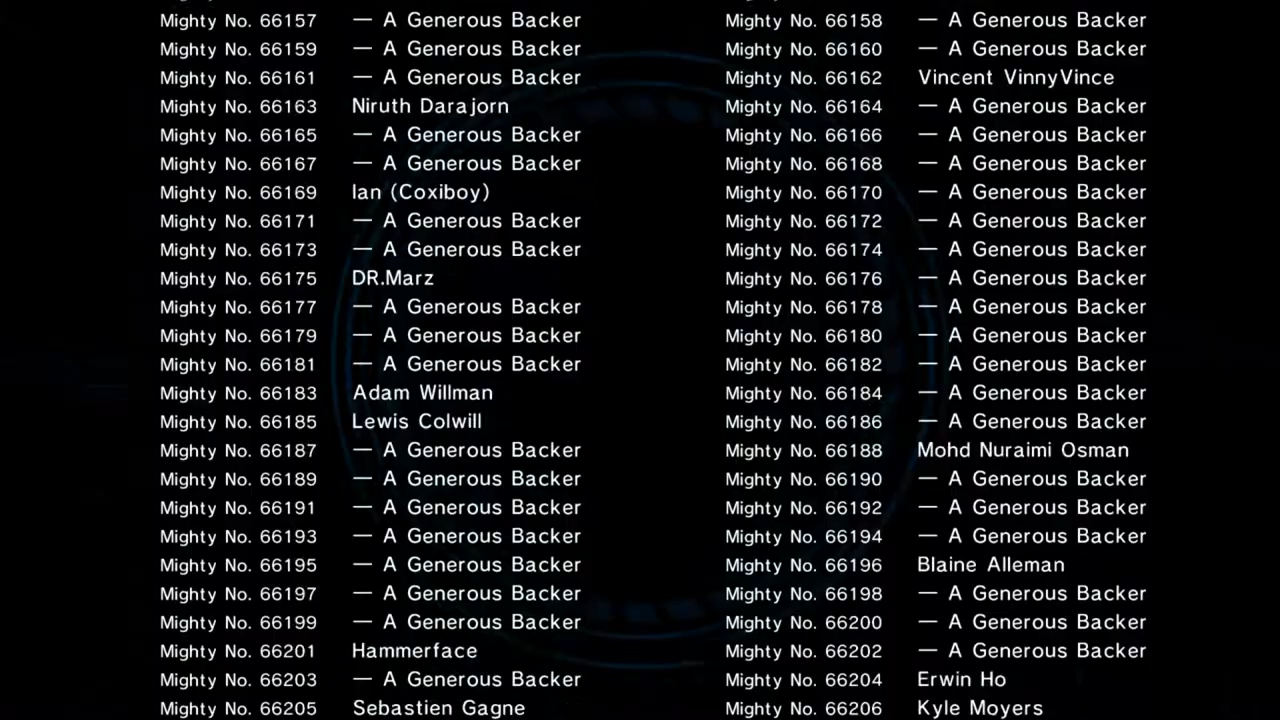 Mighty No. 66157 — A Generous Backer Mighty No. 66158 — A Generous Backer
Mighty No. 66159 — A Generous Backer Mighty No. 66160 — A Generous Backer
Mighty No. 66161 — A Generous Backer Mighty No. 66162 Vincent VinnyVince
Mighty No. 66163 Niruth Darajorn Mighty No. 66164 — A Generous Backer
Mighty No. 66165 — A Generous Backer Mighty No. 66166 — A Generous Backer
Mighty No. 66167 — A Generous Backer Mighty No. 66168 — A Generous Backer
Mighty No. 66169 Ian (Coxiboy) Mighty No. 66170 — A Generous Backer
Mighty No. 66171 — A Generous Backer Mighty No. 66172 — A Generous Backer
Mighty No. 66173 — A Generous Backer Mighty No. 66174 — A Generous Backer
Mighty No. 66175 DR.Marz Mighty No. 66176 — A Generous Backer
Mighty No. 66177 — A Generous Backer Mighty No. 66178 — A Generous Backer
Mighty No. 66179 — A Generous Backer Mighty No. 66180 — A Generous Backer
Mighty No. 66181 — A Generous Backer Mighty No. 66182 — A Generous Backer
Mighty No. 66183 Adam Willman Mighty No. 66184 — A Generous Backer
Mighty No. 66185 Lewis Colwill Mighty No. 66186 — A Generous Backer
Mighty No. 66187 — A Generous Backer Mighty No. 66188 Mohd Nuraimi Osman
Mighty No. 66189 — A Generous Backer Mighty No. 66190 — A Generous Backer
Mighty No. 66191 — A Generous Backer Mighty No. 66192 — A Generous Backer
Mighty No. 66193 — A Generous Backer Mighty No. 66194 — A Generous Backer
Mighty No. 66195 — A Generous Backer Mighty No. 66196 Blaine Alleman
Mighty No. 66197 — A Generous Backer Mighty No. 66198 — A Generous Backer
Mighty No. 66199 — A Generous Backer Mighty No. 66200 — A Generous Backer
Mighty No. 66201 Hammerface Mighty No. 66202 — A Generous Backer
Mighty No. 66203 — A Generous Backer Mighty No. 66204 Erwin Ho
Mighty No. 66205 Sebastien Gagne Mighty No. 66206 Kyle Moyers